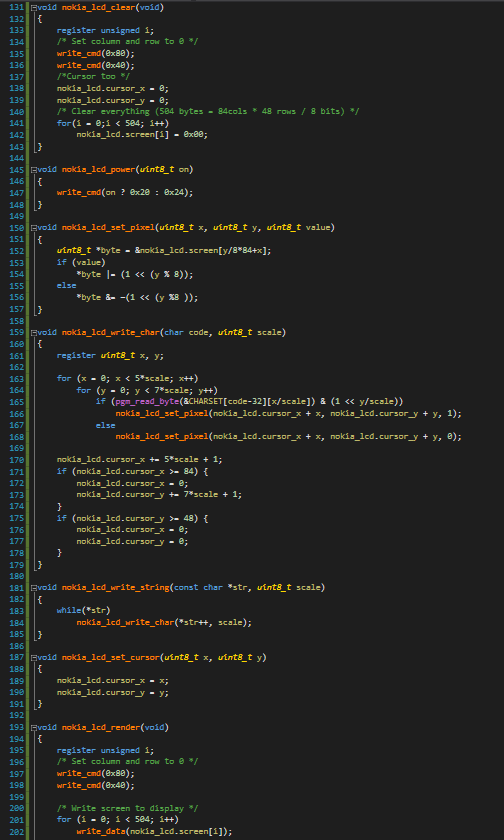 131 void nokia_lcd_clear(void)
132 {
133 register unsigned i;
134 /* Set column and row to 0 */
135 write_cmd(0x80);
136 write_cmd(0x40);
137 /*Cursor too */
138 nokia_lcd.cursor_x = 0;
139 nokia_lcd.cursor_y = 0;
140 /* Clear everything (504 bytes = 84cols * 48 rows / 8 bits) */
141 for(i = 0;i < 504; i++)
142 nokia_lcd.screen[i] = 0x00;
143 }
144
145 void nokia_lcd_power(uint8_t on)
146 {
147 write_cmd(on ? 0x20 : 0x24);
148 }
149
150 void nokia_lcd_set_pixel(uint8_t x, uint8_t y, uint8_t value)
151 {
152 uint8_t *byte = &nokia_lcd.screen[y/8*84+x];
153 if (value)
154 *byte |= (1 << (y % 8));
155 else
156 *byte &= ~(1 << (y %8 ));
157 }
158
159 void nokia_lcd_write_char(char code, uint8_t scale)
160 {
161 register uint8_t x, y;
162
163 for (x = 0; x < 5*scale; x++)
164 for (y = 0; y < 7*scale; y++)
165 if (pgm_read_byte(&CHARSET[code-32][x/scale]) & (1 << y/scale))
166 nokia_lcd_set_pixel(nokia_lcd.cursor_x + x, nokia_lcd.cursor_y + y, 1);
167 else
168 nokia_lcd_set_pixel(nokia_lcd.cursor_x + x, nokia_lcd.cursor_y + y, 0);
169
170 nokia_lcd.cursor_x += 5*scale + 1;
171 if (nokia_lcd.cursor_x >= 84) {
172 nokia_lcd.cursor_x = 0;
173 nokia_lcd.cursor_y += 7*scale + 1;
174 }
175 if (nokia_lcd.cursor_y >= 48) {
176 nokia_lcd.cursor_x = 0;
177 nokia_lcd.cursor_y = 0;
178 }
179 }
180
181 void nokia_lcd_write_string(const char *str, uint8_t scale)
182 {
183 while(*str)
184 nokia_lcd_write_char(*str++, scale);
185 }
186
187 void nokia_lcd_set_cursor(uint8_t x, uint8_t y)
188 {
189 nokia_lcd.cursor_x = x;
190 nokia_lcd.cursor_y = y;
191 }
192
193 void nokia_lcd_render(void)
194 {
195 register unsigned i;
196 /* Set column and row to 0 */
197 write_cmd(0x80);
198 write_cmd(0x40);
199
200 /* Write screen to display */
201 for (i = 0; i < 504; i++)
202 write_data(nokia_lcd.screen[i]);